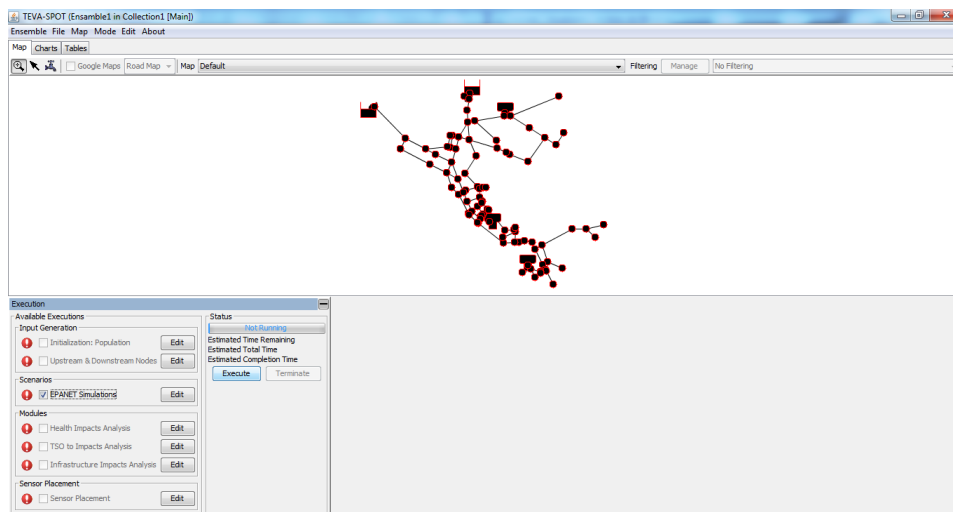 TEVA-SPOT (Ensamble1 in Collection1 [Main])
Ensemble File Map Mode Edit About
Map Charts Tables
Google Maps Road Map Map Default Filtering Manage No Filtering
Execution
Available Executions
Input Generation
Initialization: Population Edit
Upstream & Downstream Nodes Edit
Scenarios
EPANET Simulations Edit
Modules
Health Impacts Analysis Edit
TSO to Impacts Analysis Edit
Infrastructure Impacts Analysis Edit
Sensor Placement
Sensor Placement Edit
Status
Not Running
Estimated Time Remaining
Estimated Total Time
Estimated Completion Time
Execute Terminate